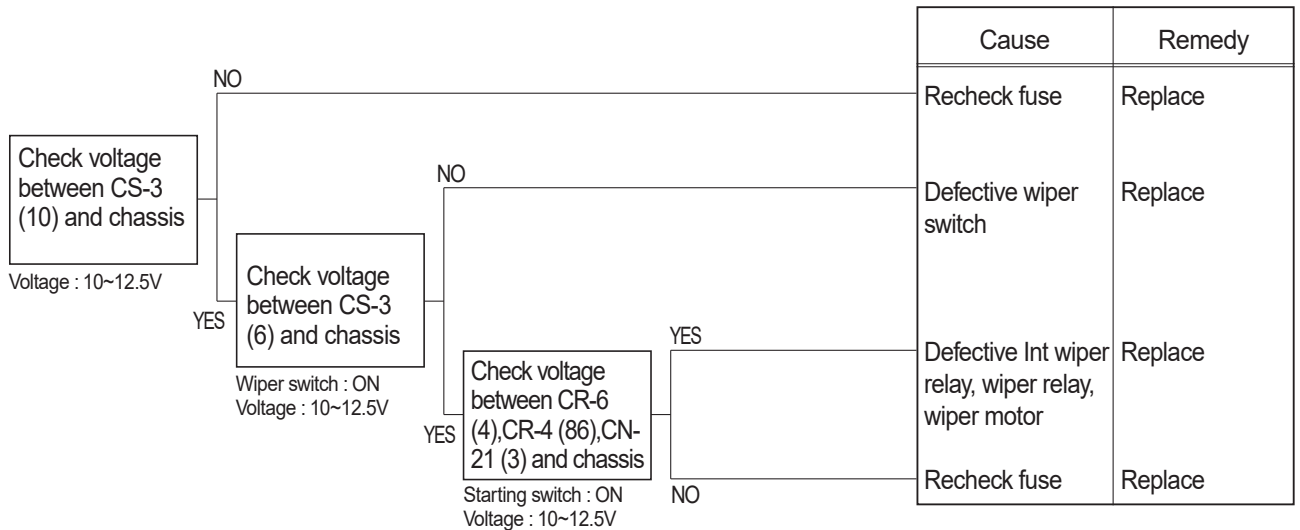 Cause
Remedy
NO
Recheck fuse
Replace
Check voltage
between CS-3
(10) and chassis
Voltage : 10~12.5V
NO
Defective wiper
switch
Replace
YES
Check voltage
between CS-3
(6) and chassis
Wiper switch : ON
Voltage : 10~12.5V
YES
Defective Int wiper
relay, wiper relay,
wiper motor
Replace
YES
Check voltage
between CR-6
(4),CR-4 (86),CN-
21 (3) and chassis
Starting switch : ON
Voltage : 10~12.5V
NO
Recheck fuse
Replace